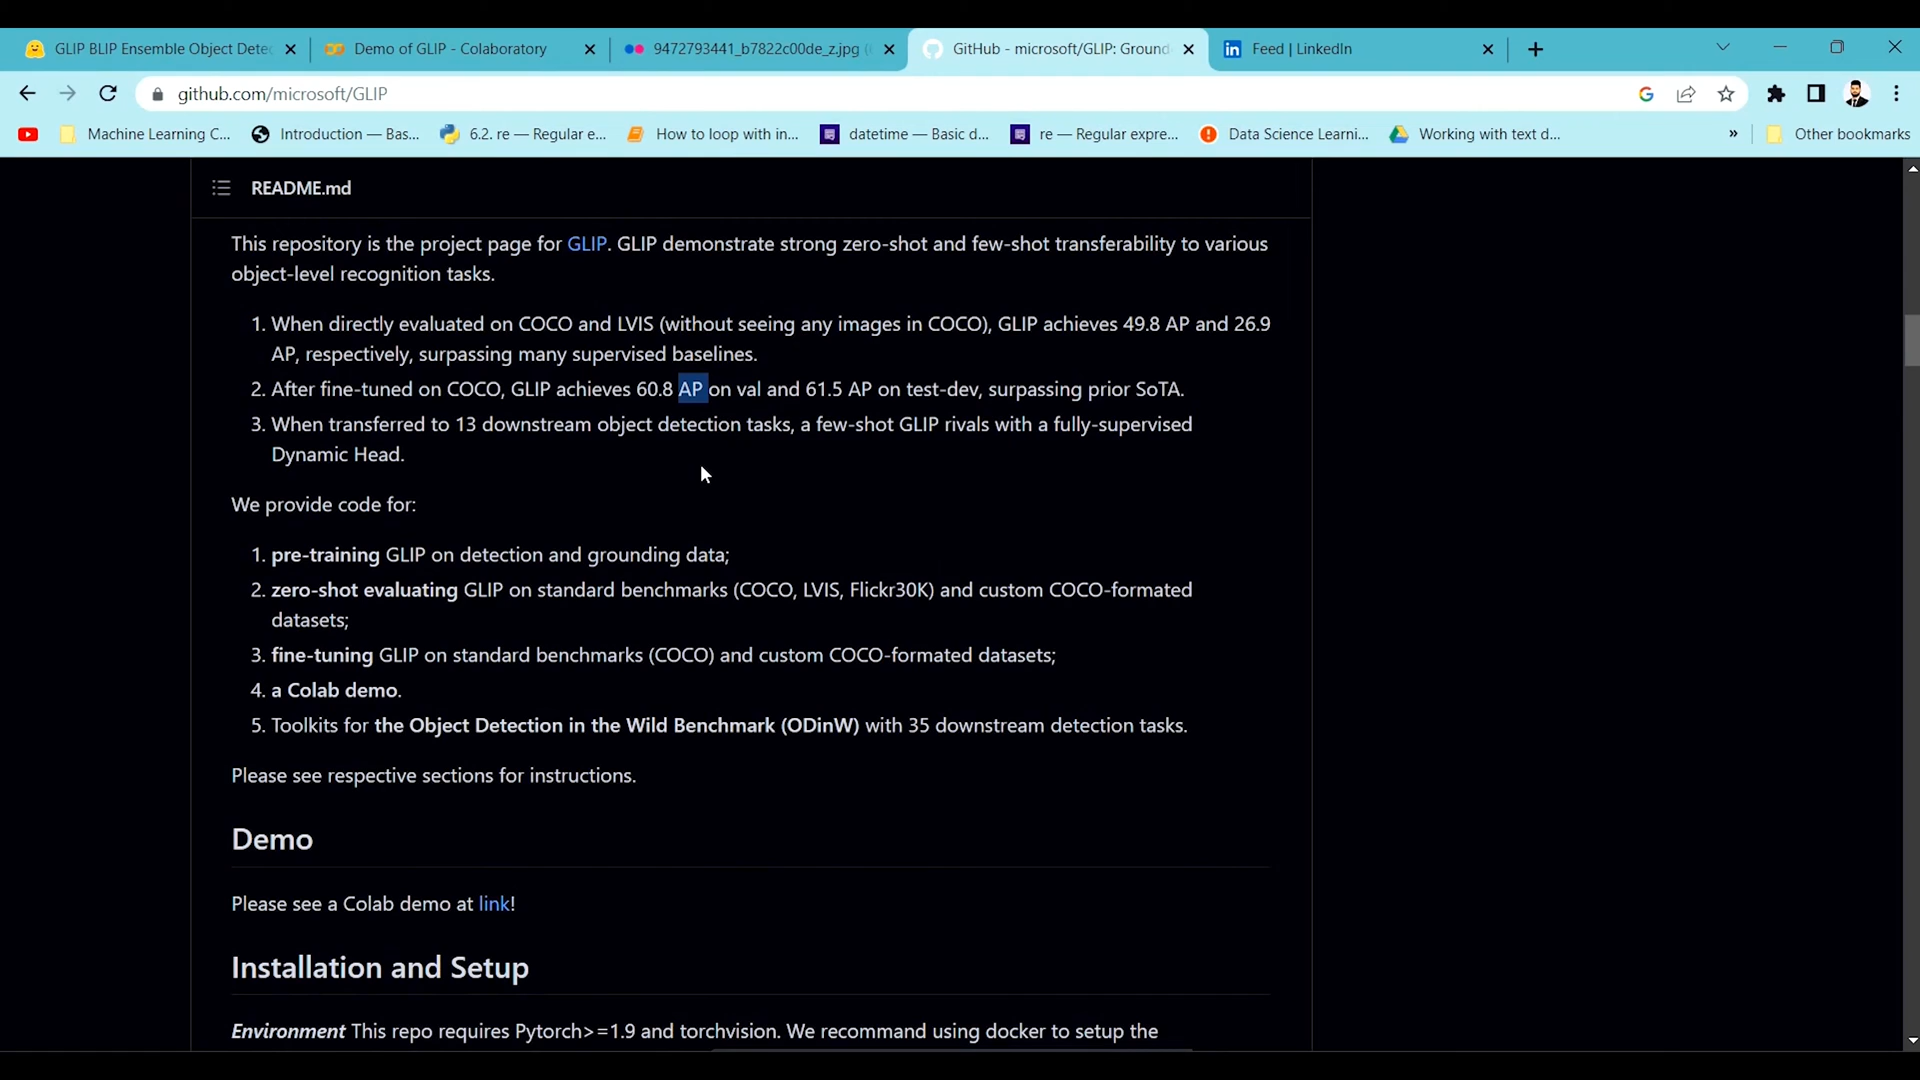 GLIP BLIP Ensemble Object Dete
Demo of GLIP - Colaboratory
9472793441_b7822c00de_z.jpg (
GitHub - microsoft/GLIP: Ground
Feed | LinkedIn
github.com/microsoft/GLIP
Machine Learning C...
Introduction — Bas...
6.2. re — Regular e...
How to loop with in...
datetime — Basic d...
re — Regular expre...
Data Science Learni...
Working with text d...
»
Other bookmarks
README.md
This repository is the project page for GLIP. GLIP demonstrate strong zero-shot and few-shot transferability to various
object-level recognition tasks.
1. When directly evaluated on COCO and LVIS (without seeing any images in COCO), GLIP achieves 49.8 AP and 26.9
AP, respectively, surpassing many supervised baselines.
2. After fine-tuned on COCO, GLIP achieves 60.8 AP on val and 61.5 AP on test-dev, surpassing prior SoTA.
3. When transferred to 13 downstream object detection tasks, a few-shot GLIP rivals with a fully-supervised
Dynamic Head.
We provide code for:
1. pre-training GLIP on detection and grounding data;
2. zero-shot evaluating GLIP on standard benchmarks (COCO, LVIS, Flickr30K) and custom COCO-formated
datasets;
3. fine-tuning GLIP on standard benchmarks (COCO) and custom COCO-formated datasets;
4. a Colab demo.
5. Toolkits for the Object Detection in the Wild Benchmark (ODinW) with 35 downstream detection tasks.
Please see respective sections for instructions.
Demo
Please see a Colab demo at link!
Installation and Setup
Environment This repo requires Pytorch>=1.9 and torchvision. We recommand using docker to setup the